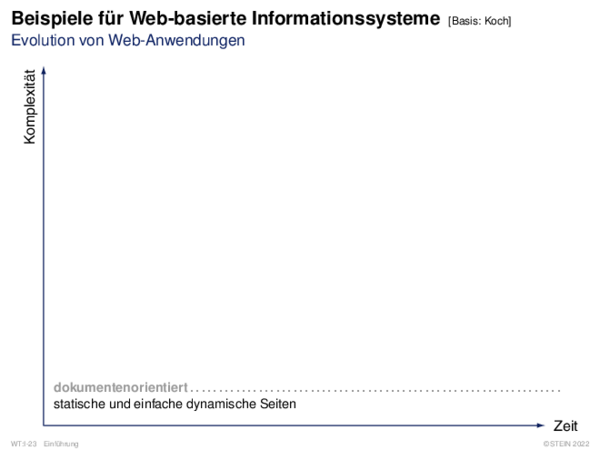 Beispiele für Web-basierte Informationssysteme [Basis: Koch]
Evolution von Web-Anwendungen
Komplexität
dokumentenorientiert
statische und einfache dynamische Seiten
Zeit
WT:I-23 Einführung
©STEIN 2022